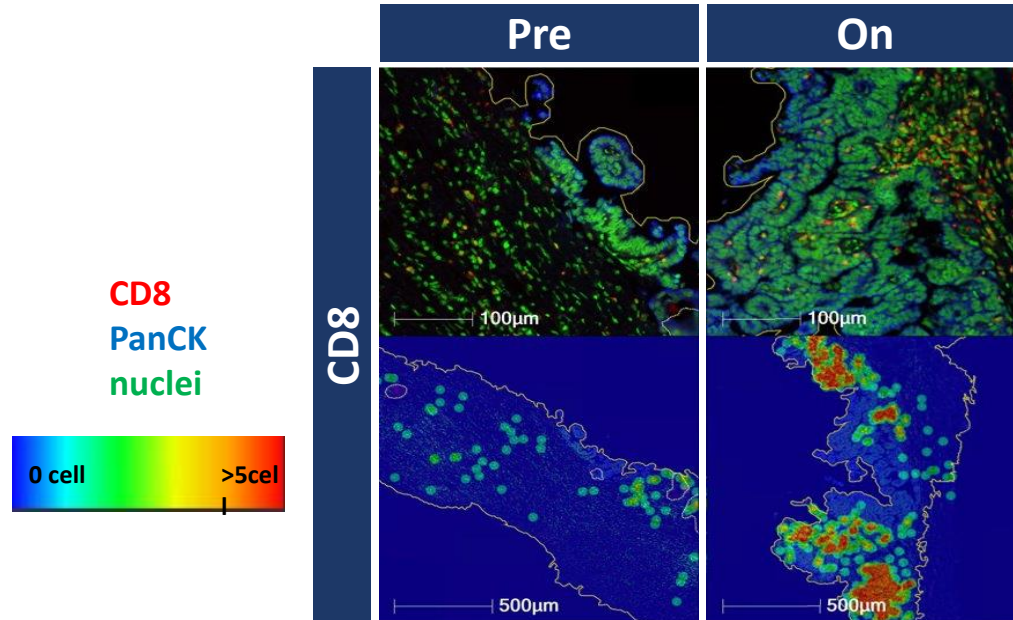 Pre
On
CD8
PanCK
nuclei
0 cell
>5cel
CD8
100μm
100μm
500μm
500μm